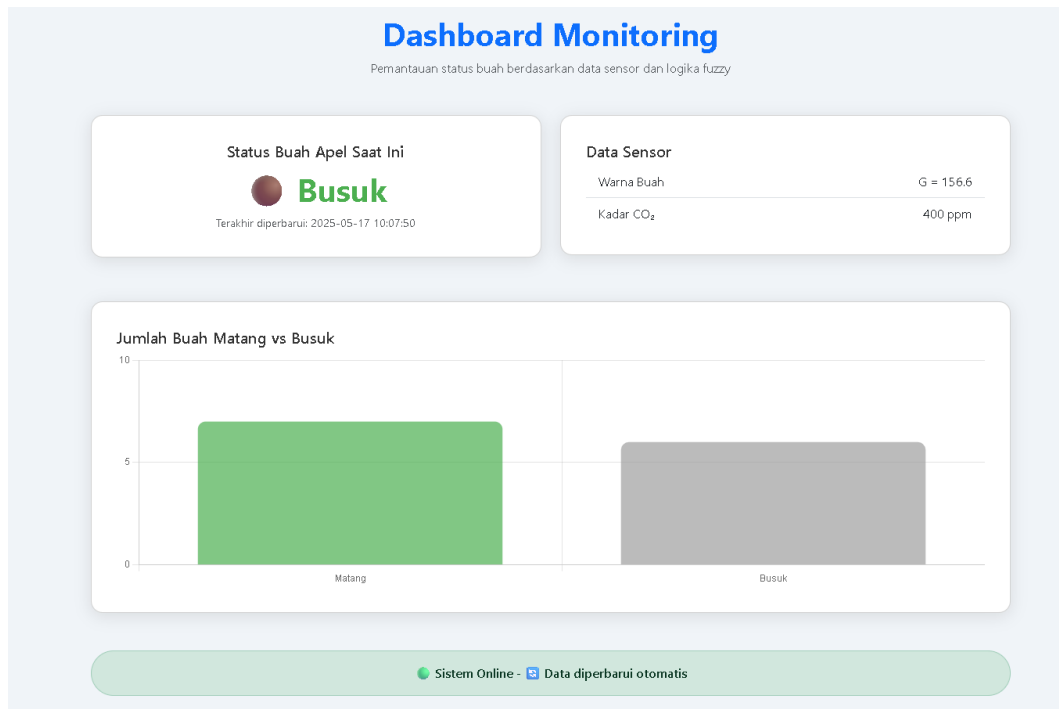 Dashboard Monitoring
Pemantauan status buah berdasarkan data sensor dan logika fuzzy
Status Buah Apel Saat Ini
Busuk
Terakhir diperbarui: 2025-05-17 10:07:50
Data Sensor
Warna Buah G = 156.6
Kadar CO₂ 400 ppm
Jumlah Buah Matang vs Busuk
10
5
0
Matang Busuk
Sistem Online - Data diperbarui otomatis